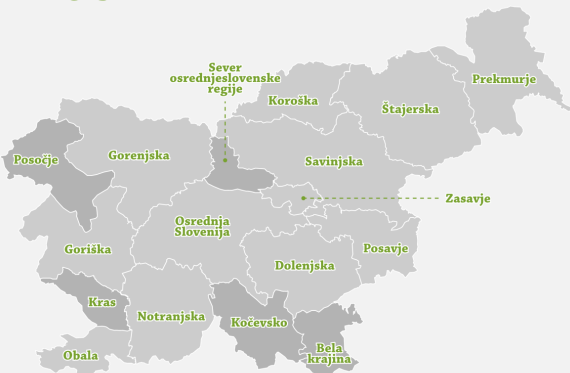 Sever
osrednjeslovenske
regije
Prekmurje
Koroška
Štajerska
Posočje
Gorenjska
Savinjska
Zasavje
Osrednja
Slovenija
Goriška
Posavje
Dolenjska
Kras
Notranjska
Kočevsko
Obala
Bela
krajina